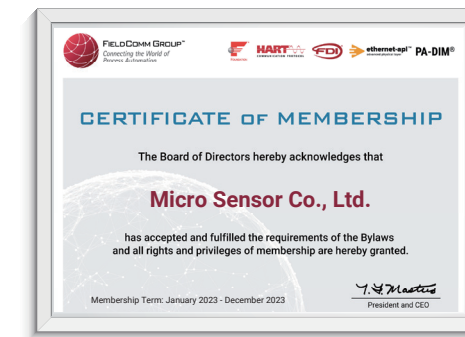 FIELDCOMM GROUP™
Connecting the World of
Process Automation
HART
COMMUNICATION PROTOCOL
FDI
ethernet-apl™
PA-DIM®
CERTIFICATE OF MEMBERSHIP
The Board of Directors hereby acknowledges that
Micro Sensor Co., Ltd.
has accepted and fulfilled the requirements of the Bylaws
and all rights and privileges of membership are hereby granted.
Membership Term: January 2023 - December 2023
President and CEO